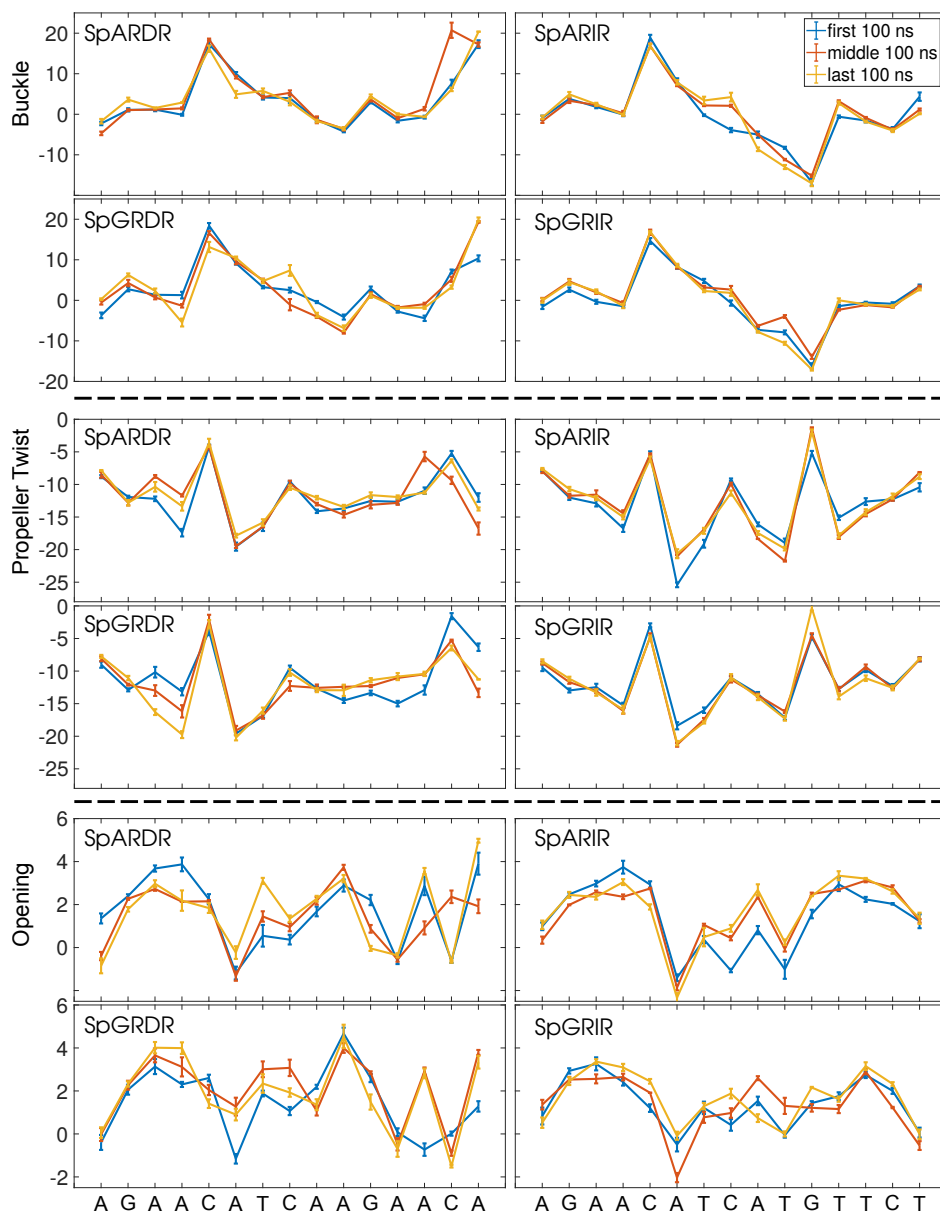 SpARDR
SpARIR
first 100 ns
middle 100 ns
last 100 ns
Buckle
20
10
0
-10
SpGRDR
SpGRIR
20
10
0
-10
-20
Propeller Twist
SpARDR
SpARIR
0
-5
-10
-15
-20
-25
SpGRDR
SpGRIR
0
-5
-10
-15
-20
-25
Opening
SpARDR
SpARIR
6
4
2
0
SpGRDR
SpGRIR
6
4
2
0
-2
A G A A C A T C A A G A A C A
A G A A C A T C A T G T T C T